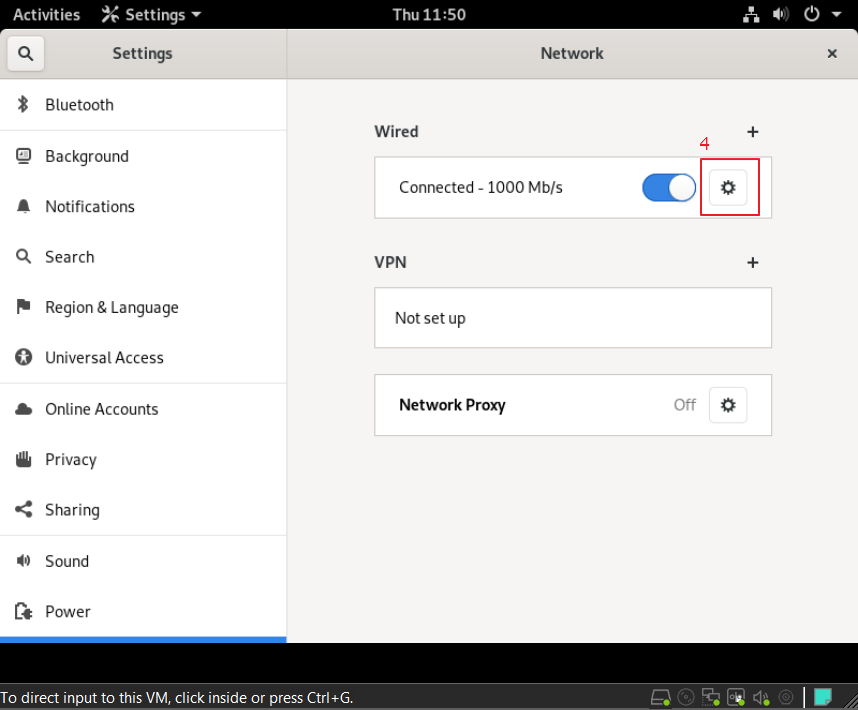 Activities Settings Thu 11:50
Settings Network
Bluetooth
Background
Notifications
Search
Region & Language
Universal Access
Online Accounts
Privacy
Sharing
Sound
Power
Wired
4
Connected - 1000 Mb/s
VPN
Not set up
Network Proxy Off
To direct input to this VM, click inside or press Ctrl+G.